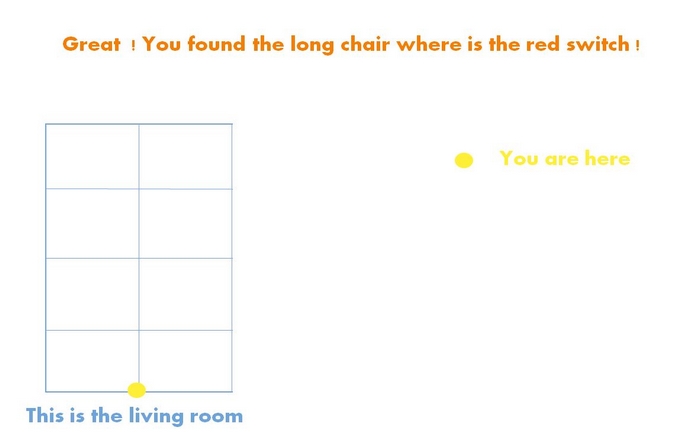 Great ! You found the long chair where is the red switch !
You are here
This is the living room